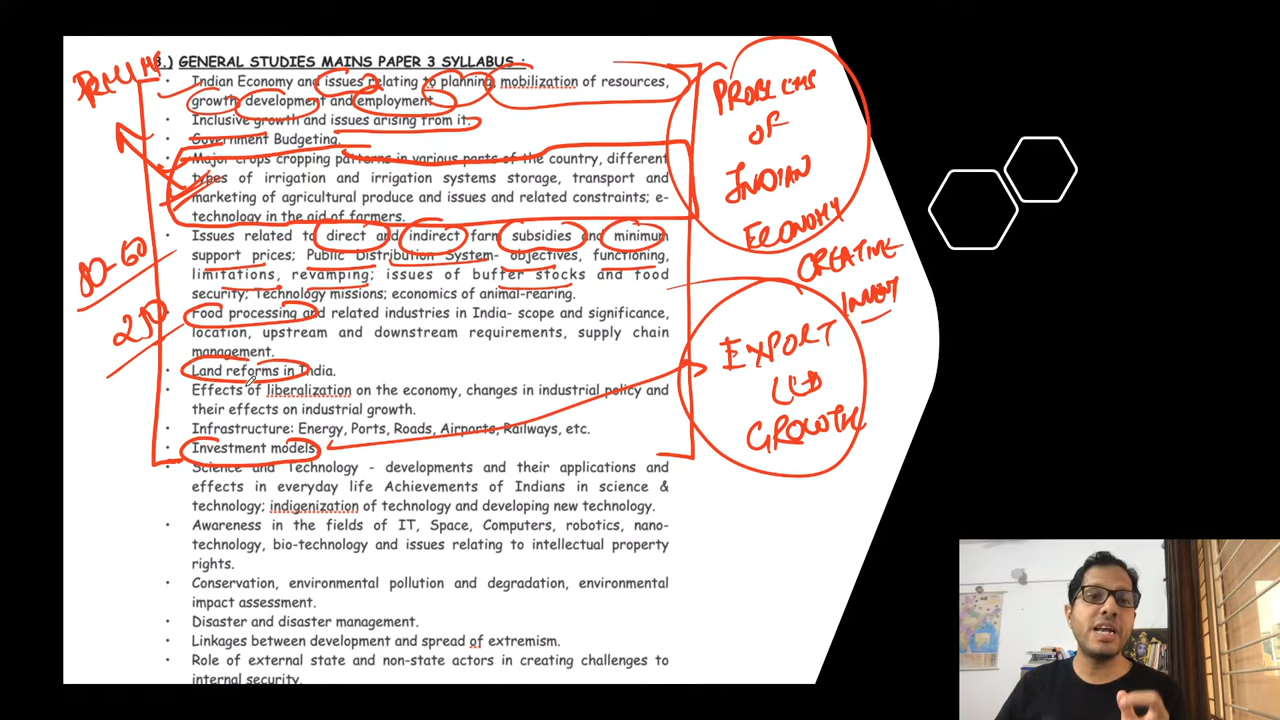 B.) GENERAL STUDIES MAINS PAPER 3 SYLLABUS :
• Indian Economy and issues relating to planning, mobilization of resources,
growth, development and employment.
• Inclusive growth and issues arising from it.
• Government Budgeting.
• Major crops cropping patterns in various parts of the country, different
types of irrigation and irrigation systems storage, transport and
marketing of agricultural produce and issues and related constraints; e-
technology in the aid of farmers.
• Issues related to direct and indirect farm subsidies and minimum
support prices; Public Distribution System- objectives, functioning,
limitations, revamping; issues of buffer stocks and food
security; Technology missions; economics of animal-rearing.
• Food processing and related industries in India- scope and significance,
location, upstream and downstream requirements, supply chain
management.
• Land reforms in India.
• Effects of liberalization on the economy, changes in industrial policy and
their effects on industrial growth.
• Infrastructure: Energy, Ports, Roads, Airports, Railways, etc.
• Investment models.
• Science and Technology - developments and their applications and
effects in everyday life Achievements of Indians in science &
technology; indigenization of technology and developing new technology.
• Awareness in the fields of IT, Space, Computers, robotics, nano-
technology, bio-technology and issues relating to intellectual property
rights.
• Conservation, environmental pollution and degradation, environmental
impact assessment.
• Disaster and disaster management.
• Linkages between development and spread of extremism.
• Role of external state and non-state actors in creating challenges to
internal security.
PRELIMS
80-60
250
PROBLEMS
OF
INDIAN
ECONOMY
CREATIVE
EXPORT
LED
GROWTH